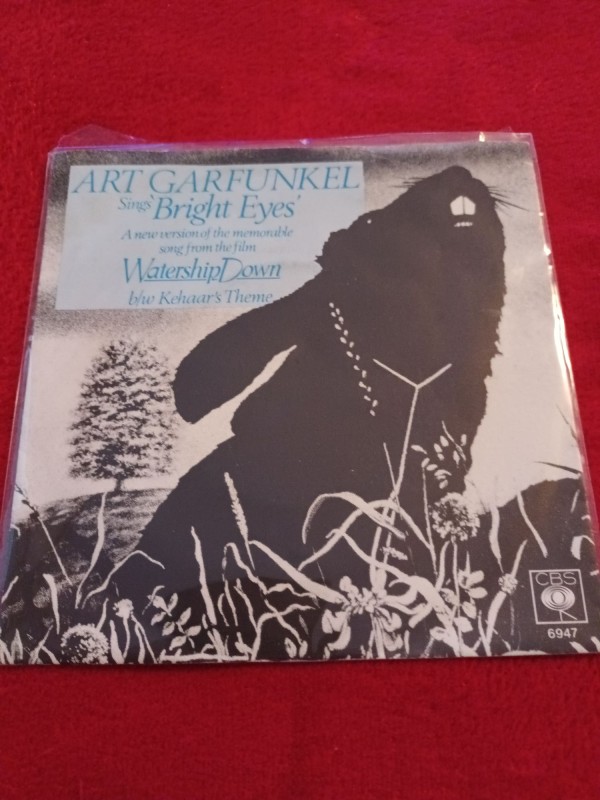 ART GARFUNKEL
Sings 'Bright Eyes'
A new version of the memorable
song from the film
Watership Down
b/w Kehaar's Theme
CBS
6947